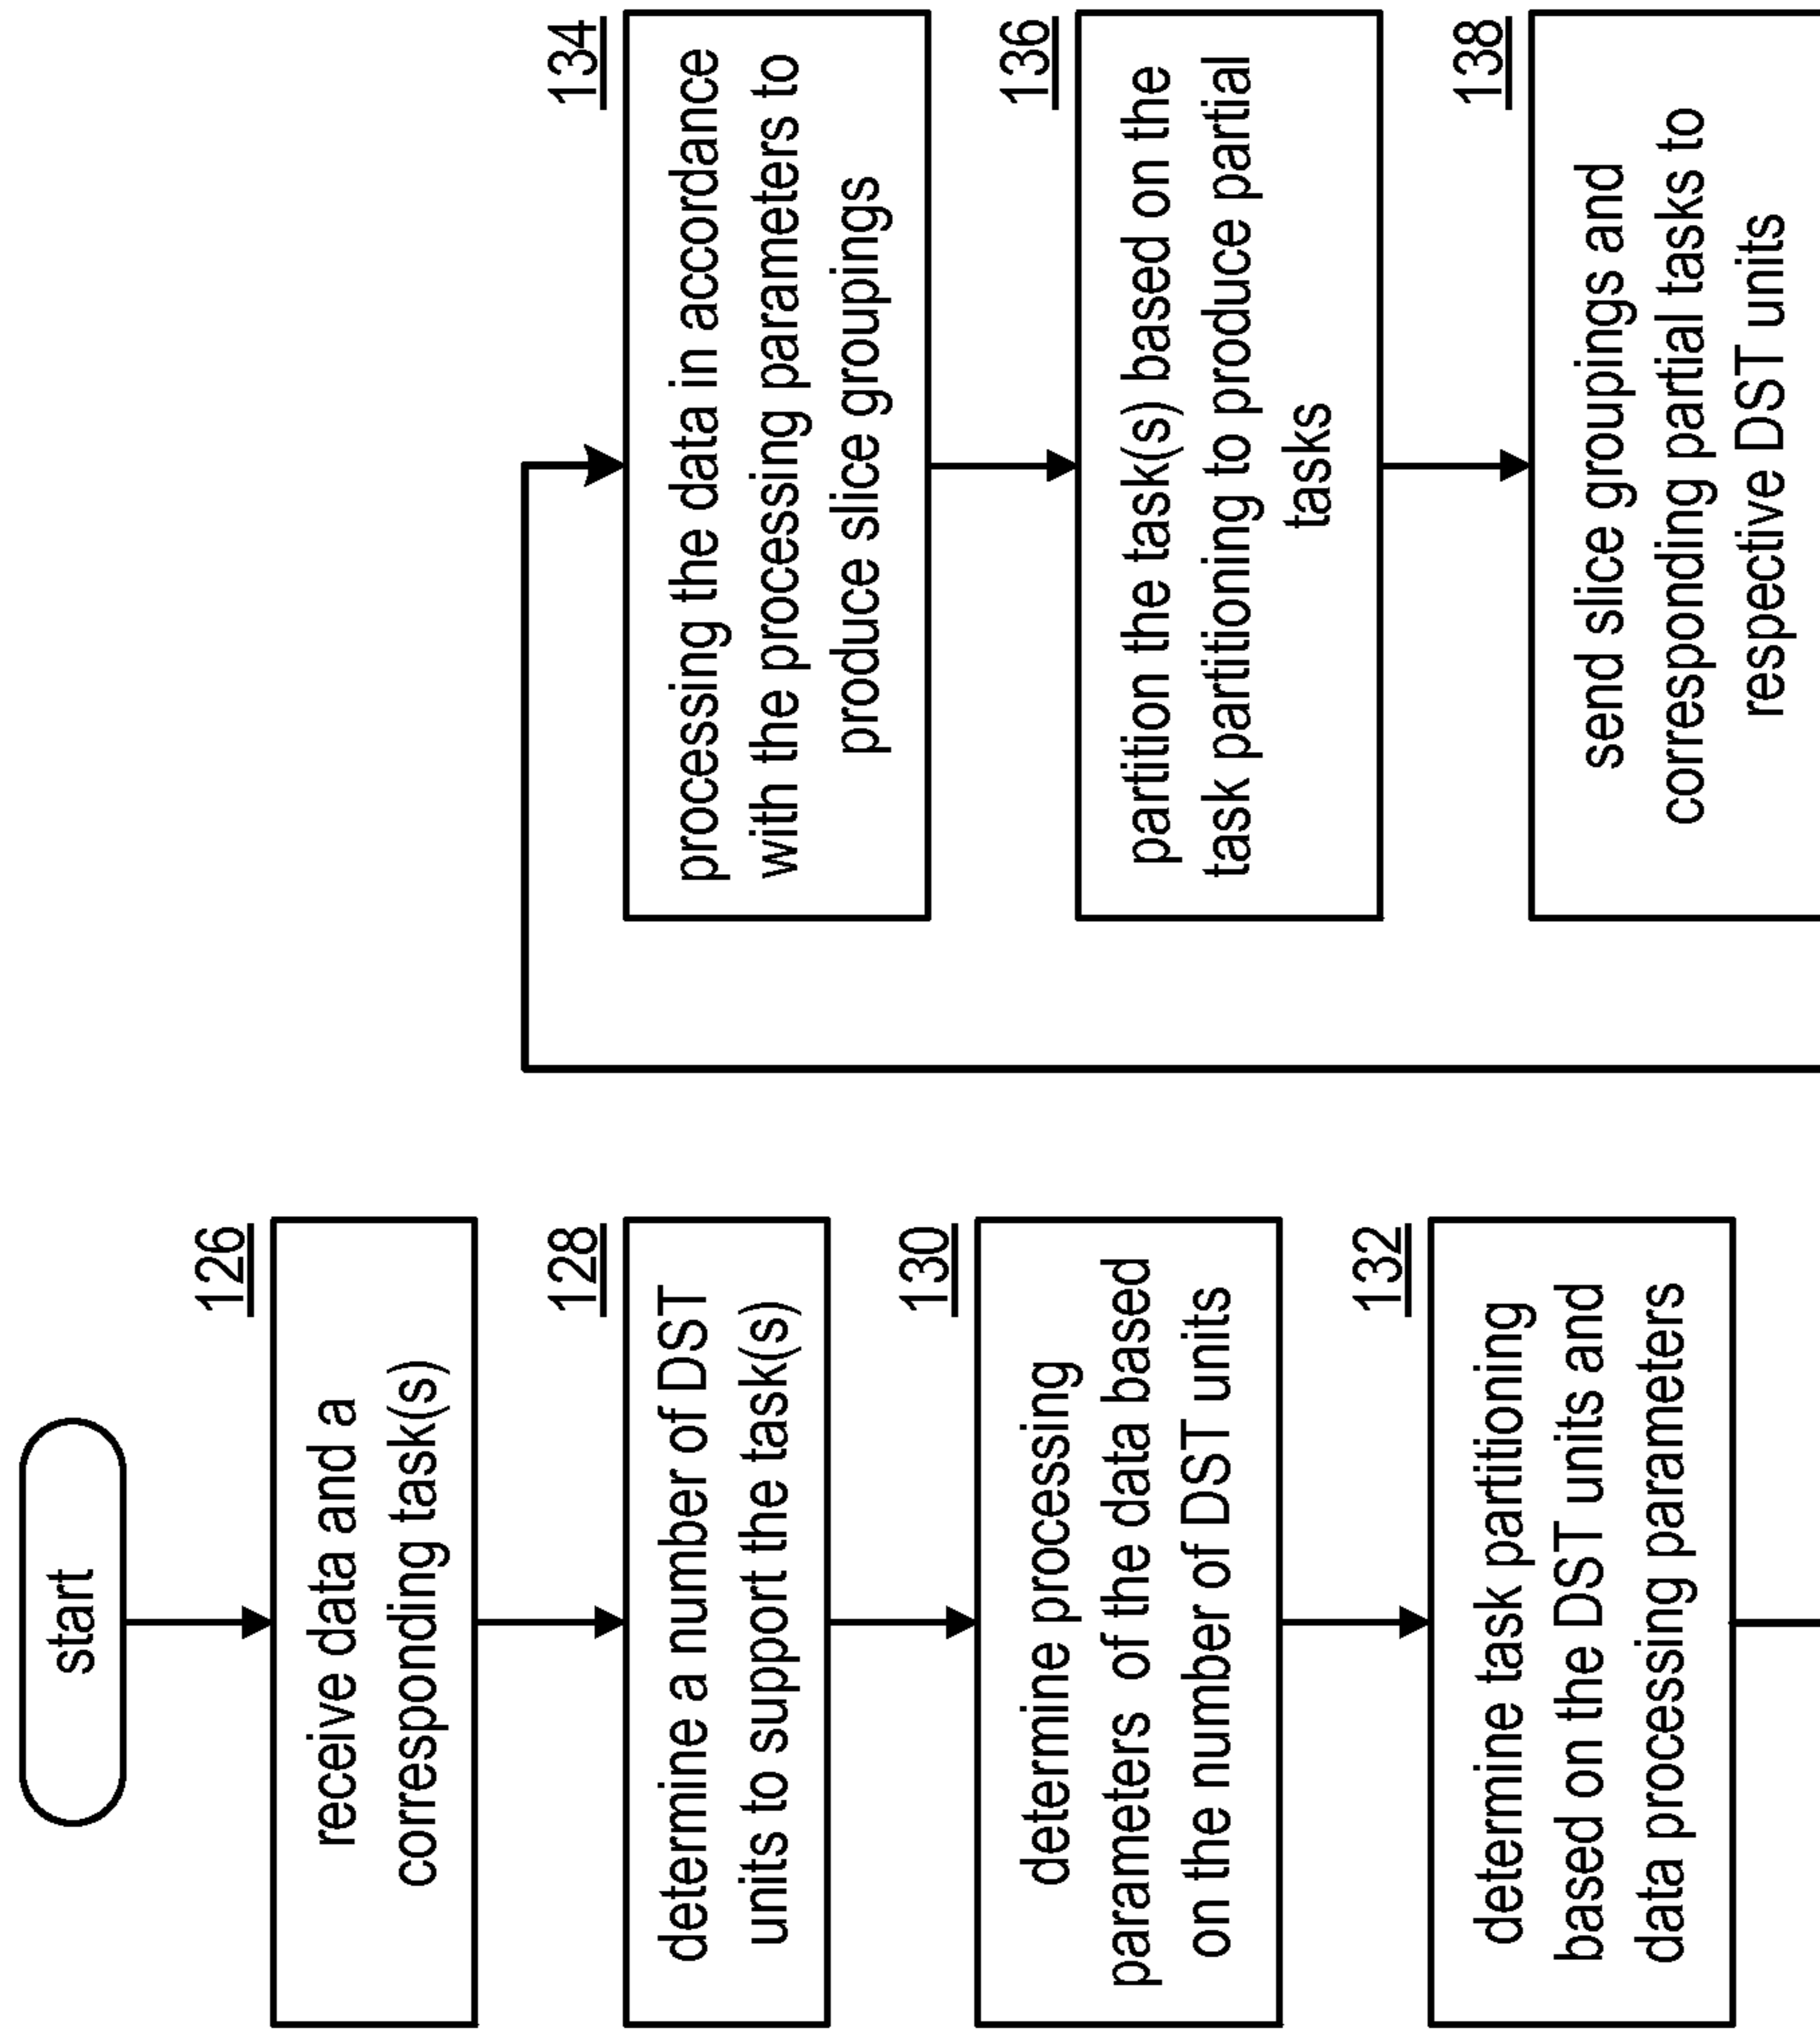 start
126
receive data and a
corresponding task(s)
128
determine a number of DST
units to support the task(s)
130
determine processing
parameters of the data based
on the number of DST units
132
determine task partitioning
based on the DST units and
data processing parameters
134
processing the data in accordance
with the processing parameters to
produce slice groupings
136
partition the task(s) based on the
task partitioning to produce partial
tasks
138
send slice groupings and
corresponding partial tasks to
respective DST units